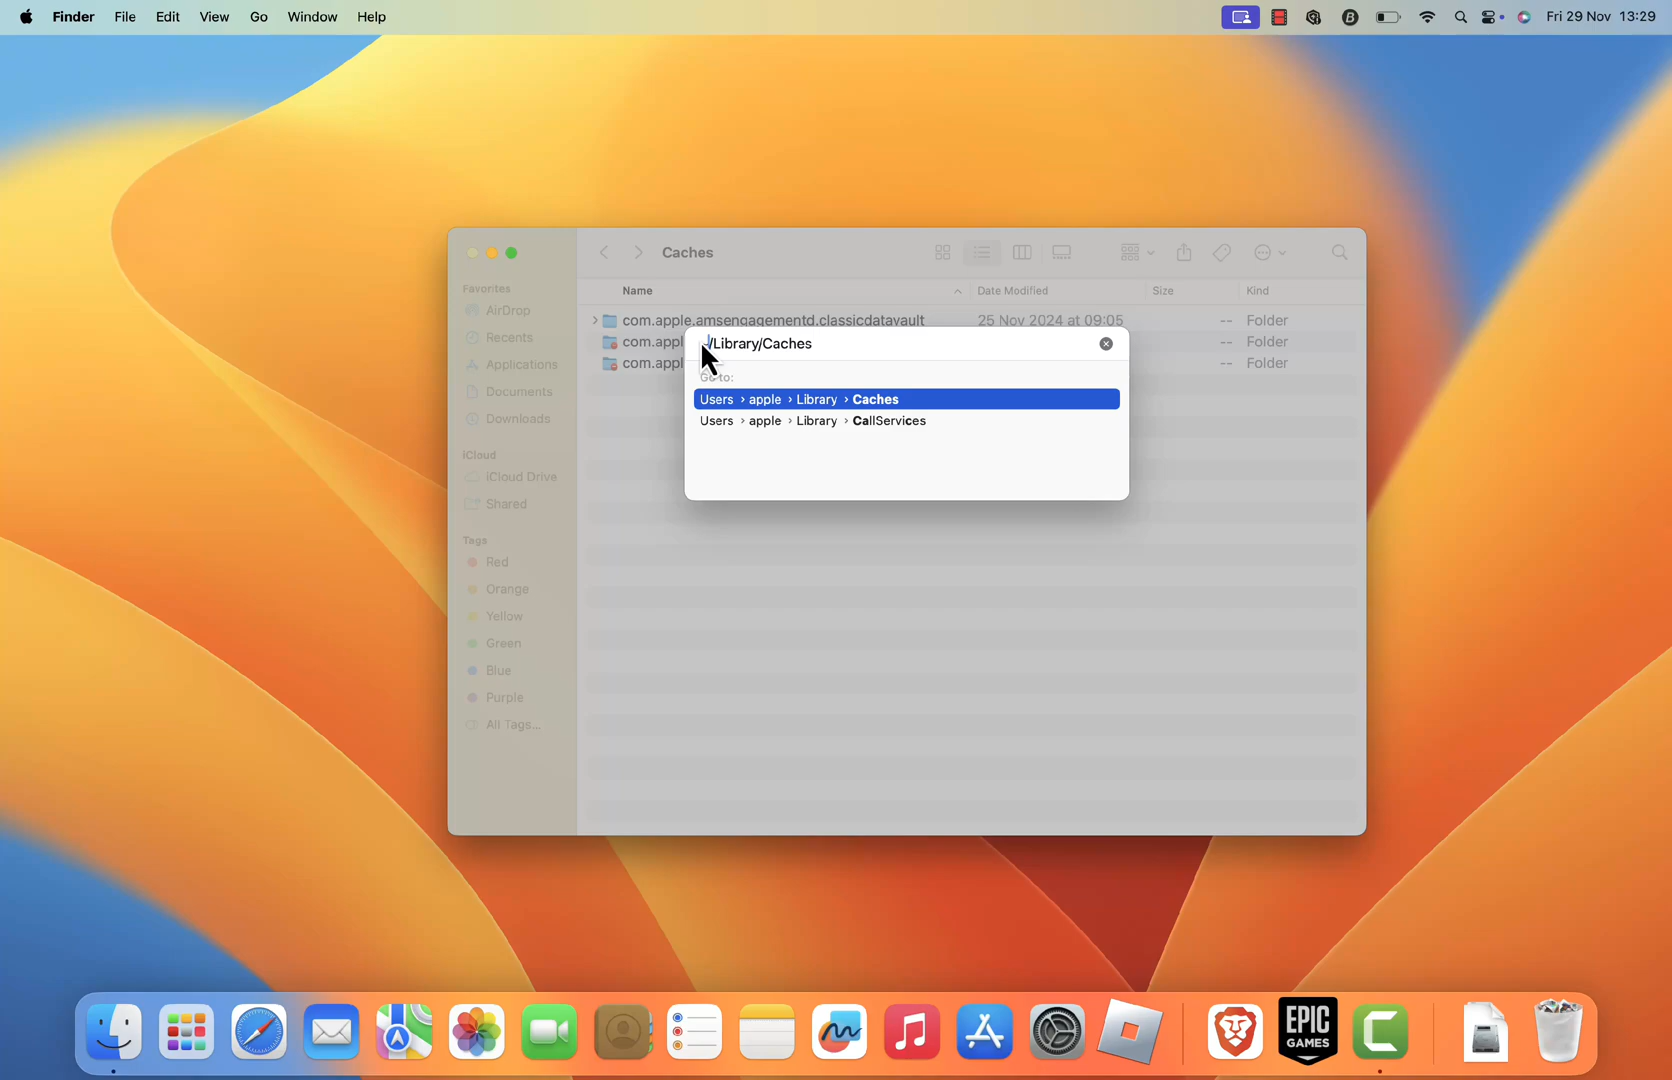 Finder File Edit View Go Window Help
Fri 29 Nov 13:29
Caches
Favorites
AirDrop
Recents
Applications
Documents
Downloads
iCloud
iCloud Drive
Shared
Tags
Red
Orange
Yellow
Green
Blue
Purple
All Tags...
Name Date Modified Size Kind
com.apple.amsengagementd.classicdatavault 25 Nov 2024 at 09:05 -- Folder
com.appl -- Folder
com.appl -- Folder
/Library/Caches
Go to:
Users › apple › Library › Caches
Users › apple › Library › CallServices
EPIC
GAMES